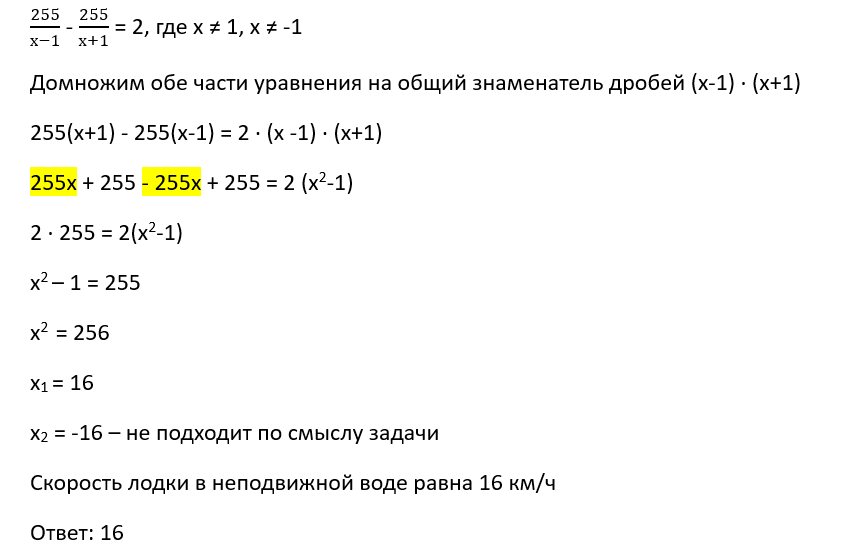 255/(x−1) - 255/(x+1) = 2, где x ≠ 1, x ≠ -1
Домножим обе части уравнения на общий знаменатель дробей (x-1) · (x+1)
255(x+1) - 255(x-1) = 2 · (x -1) · (x+1)
255x + 255 - 255x + 255 = 2 (x²-1)
2 · 255 = 2(x²-1)
x² – 1 = 255
x² = 256
x₁ = 16
x₂ = -16 – не подходит по смыслу задачи
Скорость лодки в неподвижной воде равна 16 км/ч
Ответ: 16